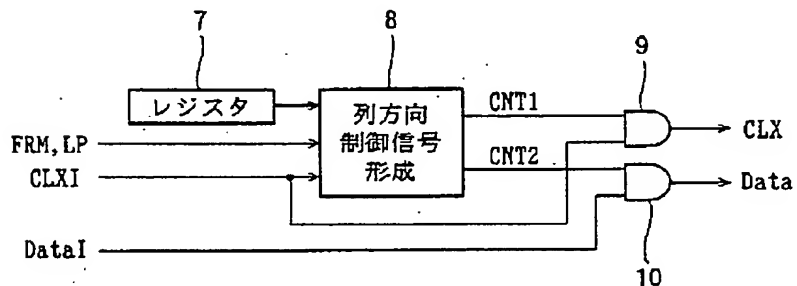 7
8
9
レジスタ
列方向
制御信号
形成
CNT1
CNT2
FRM, LP
CLXI
CLX
Data
DataI
10